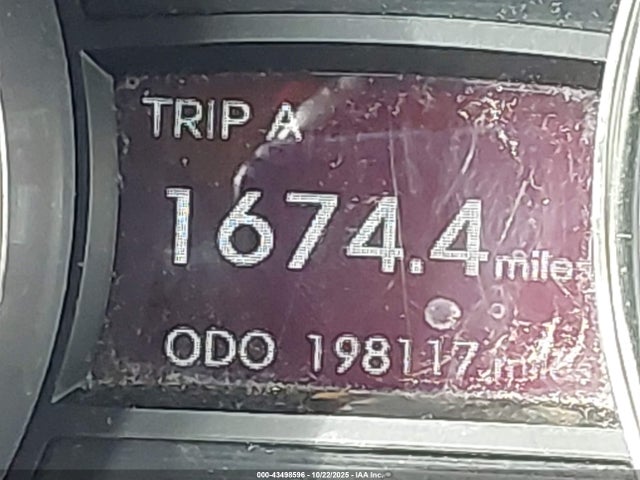 TRIP A
1674.4 miles
ODO 198117 miles
000-43498596 - 10/22/2025 - IAA Inc.